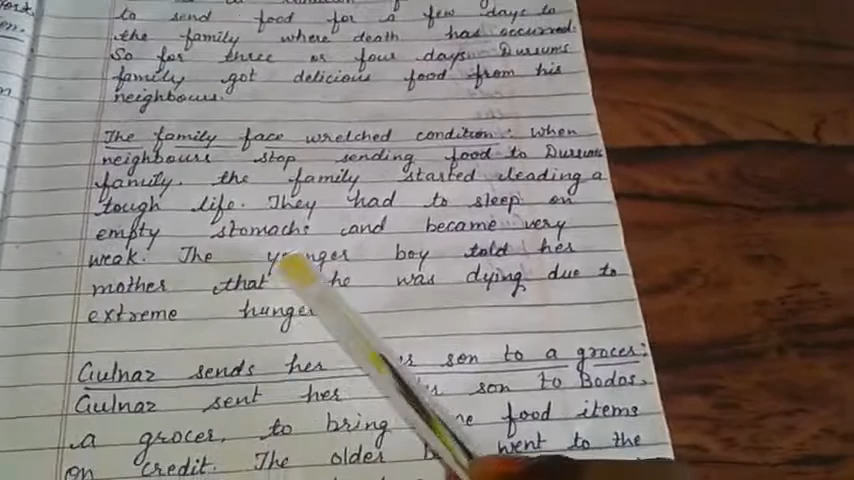 to send food for a few days to
the family where death has occurred.
So for three or four days Dursums
family got delicious food from his
neighbours.
The family face wretched condition: When
neighbours stop sending food to Dursums
family. the family started leading a
tough life. They had to sleep on
empty stomachs and became very
weak. The younger boy told her
mother that he was dying due to
extreme hunger
Gulnaz sends her son to a grocer:
Gulnaz sent her son to Bodos,
a grocer, to bring food items
on credit. The older went to the